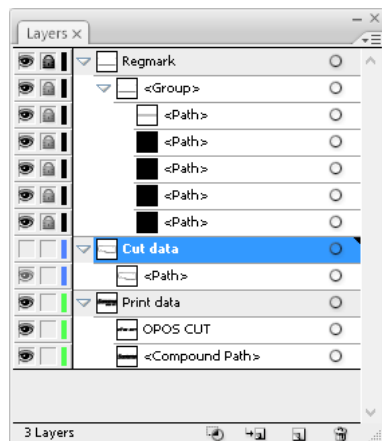 Layers ×
Regmark
<Group>
<Path>
<Path>
<Path>
<Path>
<Path>
Cut data
<Path>
Print data
OPOS CUT
<Compound Path>
3 Layers